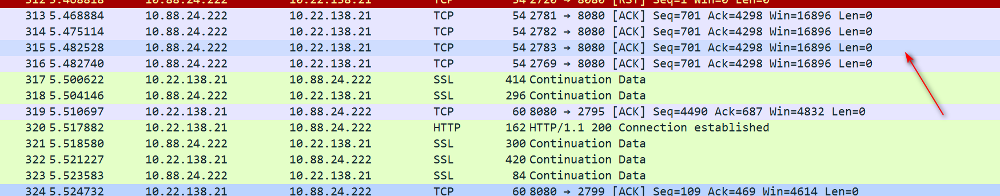 312 5.468818 10.88.24.222 10.22.138.21 TCP 54 2720 → 8080 [RST] Seq=1 Win=0 Len=0
313 5.468884 10.88.24.222 10.22.138.21 TCP 54 2781 → 8080 [ACK] Seq=701 Ack=4298 Win=16896 Len=0
314 5.475114 10.88.24.222 10.22.138.21 TCP 54 2782 → 8080 [ACK] Seq=701 Ack=4298 Win=16896 Len=0
315 5.482528 10.88.24.222 10.22.138.21 TCP 54 2783 → 8080 [ACK] Seq=701 Ack=4298 Win=16896 Len=0
316 5.482740 10.88.24.222 10.22.138.21 TCP 54 2769 → 8080 [ACK] Seq=701 Ack=4298 Win=16896 Len=0
317 5.500622 10.22.138.21 10.88.24.222 SSL 414 Continuation Data
318 5.504146 10.22.138.21 10.88.24.222 SSL 296 Continuation Data
319 5.510697 10.22.138.21 10.88.24.222 TCP 60 8080 → 2795 [ACK] Seq=4490 Ack=687 Win=4832 Len=0
320 5.517882 10.22.138.21 10.88.24.222 HTTP 162 HTTP/1.1 200 Connection established
321 5.518580 10.88.24.222 10.22.138.21 SSL 300 Continuation Data
322 5.521227 10.22.138.21 10.88.24.222 SSL 420 Continuation Data
323 5.523583 10.88.24.222 10.22.138.21 SSL 84 Continuation Data
324 5.524732 10.22.138.21 10.88.24.222 TCP 60 8080 → 2799 [ACK] Seq=109 Ack=469 Win=4614 Len=0